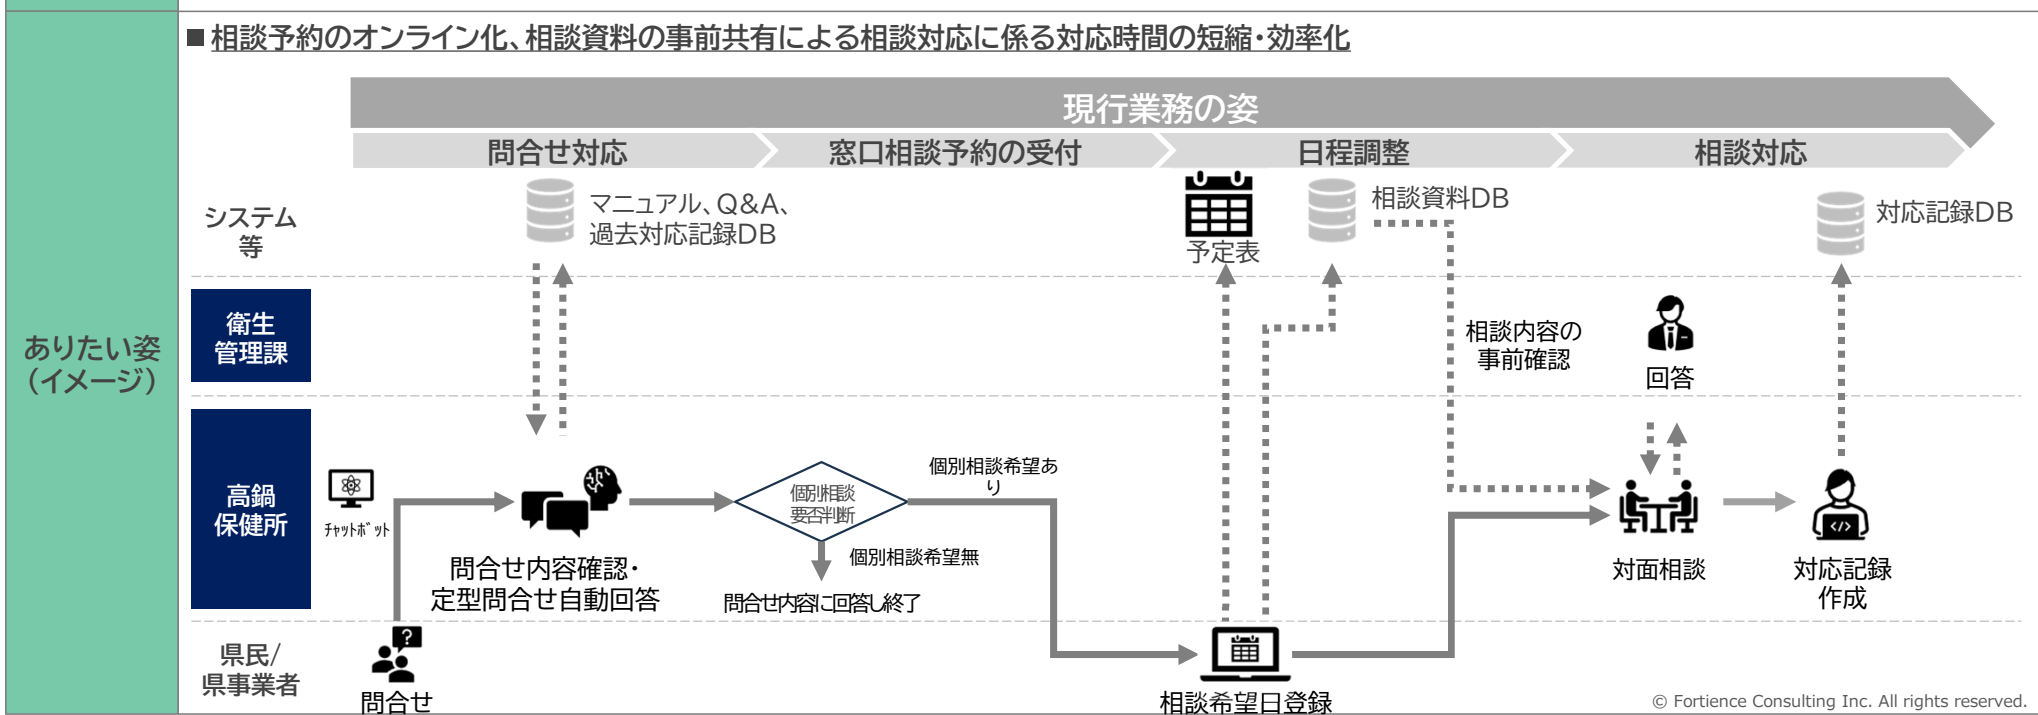 ■相談予約のオンライン化、相談資料の事前共有による相談対応に係る対応時間の短縮・効率化
現行業務の姿
問合せ対応
窓口相談予約の受付
日程調整
相談対応
ありたい姿
（イメージ）
システム
等
マニュアル、Q&A、
過去対応記録DB
予定表
相談資料DB
対応記録DB
衛生
管理課
相談内容の
事前確認
回答
高鍋
保健所
ﾁｬｯﾄﾎﾞｯﾄ
問合せ内容確認・
定型問合せ自動回答
個別相談
要否判断
個別相談希望あ
り
個別相談希望無
問合せ内容に回答し終了
対面相談
</>
対応記録
作成
県民/
県事業者
?
問合せ
相談希望日登録
© Fortience Consulting Inc. All rights reserved.